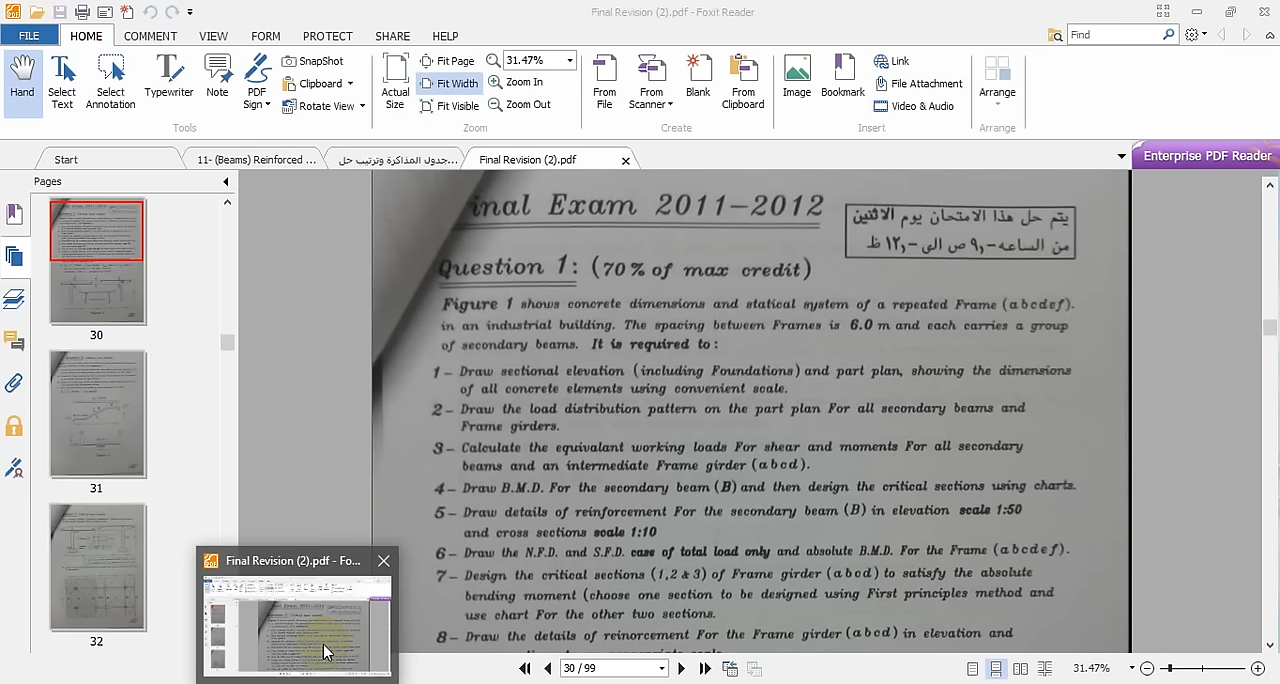 Final Revision (2).pdf - Foxit Reader
FILE HOME COMMENT VIEW FORM PROTECT SHARE HELP
Find
Hand
Select Text
Select Annotation
Typewriter
Note
PDF Sign
SnapShot
Clipboard
Rotate View
Tools
Actual Size
Fit Page
Fit Width
Fit Visible
31.47%
Zoom In
Zoom Out
Zoom
From File
From Scanner
Blank
From Clipboard
Create
Image
Bookmark
Link
File Attachment
Video & Audio
Insert
Arrange
Arrange
Start
11- (Beams) Reinforced ...
جدول المذاكرة وترتيب حل...
Final Revision (2).pdf
Enterprise PDF Reader
Pages
30
31
32
inal Exam 2011-2012
يتم حل هذا الامتحان يوم الاثنين
من الساعه ٩,٠ ص الى ١٢,٠ ظ
Question 1: (70% of max credit)
Figure 1 shows concrete dimensions and statical system of a repeated Frame (abcdef).
in an industrial building. The spacing between Frames is 6.0 m and each carries a group
of secondary beams. It is required to :
1- Draw sectional elevation (including Foundations) and part plan, showing the dimensions
of all concrete elements using convenient scale.
2- Draw the load distribution pattern on the part plan For all secondary beams and
Frame girders.
3- Calculate the equivalant working loads For shear and moments For all secondary
beams and an intermediate Frame girder (abcd).
4- Draw B.M.D. For the secondary beam (B) and then design the critical sections using charts.
5- Draw details of reinforcement For the secondary beam (B) in elevation scale 1:50
and cross sections scale 1:10
6- Draw the N.F.D. and S.F.D. case of total load only and absolute B.M.D. For the Frame (abcdef).
7- Design the critical sections (1,2 & 3) of Frame girder (abcd) to satisfy the absolute
bending moment (choose one section to be designed using First principles method and
use chart For the other two sections.
8- Draw the details of reinorcement For the Frame girder (abcd) in elevation and
Final Revision (2).pdf - Fo...
30 / 99
31.47%